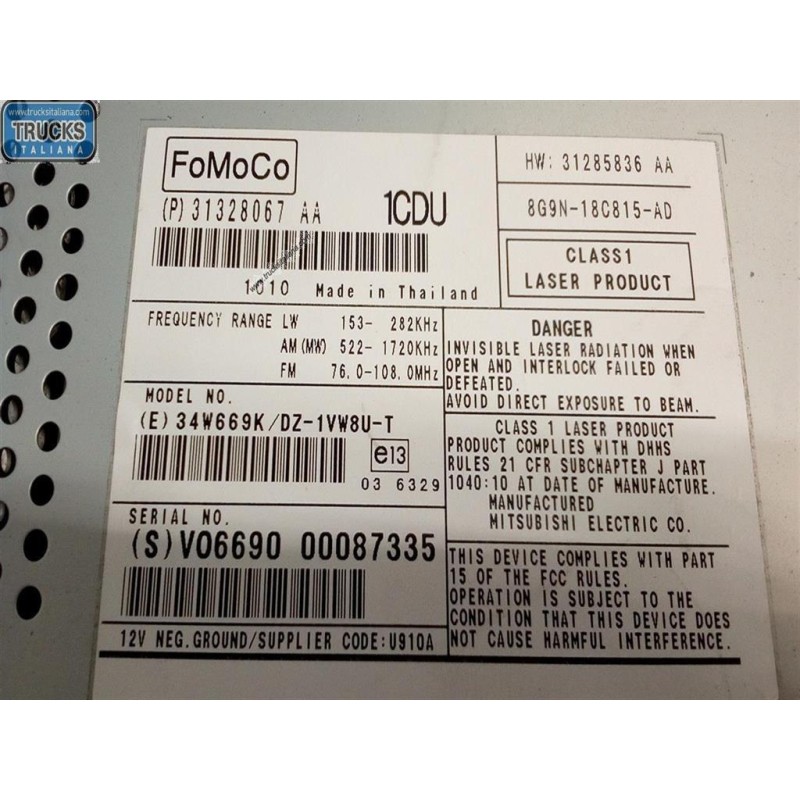 www.trucksitaliana.com
TRUCKS
ITALIANA
FoMoCo
(P) 31328067 AA
1CDU
www.trucksitaliana.com
1010 Made in Thailand
HW: 31285836 AA
8G9N-18C815-AD
CLASS1
LASER PRODUCT
FREQUENCY RANGE LW 153- 282KHz
AM (MW) 522- 1720KHz
FM 76.0-108.0MHz
MODEL NO.
(E) 34W669K/DZ-1VW8U-T
e13
03 6329
SERIAL NO.
(S) V06690 00087335
12V NEG.GROUND/SUPPLIER CODE:U910A
DANGER
INVISIBLE LASER RADIATION WHEN
OPEN AND INTERLOCK FAILED OR
DEFEATED.
AVOID DIRECT EXPOSURE TO BEAM.
CLASS 1 LASER PRODUCT
PRODUCT COMPLIES WITH DHHS
RULES 21 CFR SUBCHAPTER J PART
1040:10 AT DATE OF MANUFACTURE.
MANUFACTURED
MITSUBISHI ELECTRIC CO.
THIS DEVICE COMPLIES WITH PART
15 OF THE FCC RULES.
OPERATION IS SUBJECT TO THE
CONDITION THAT THIS DEVICE DOES
NOT CAUSE HARMFUL INTERFERENCE.